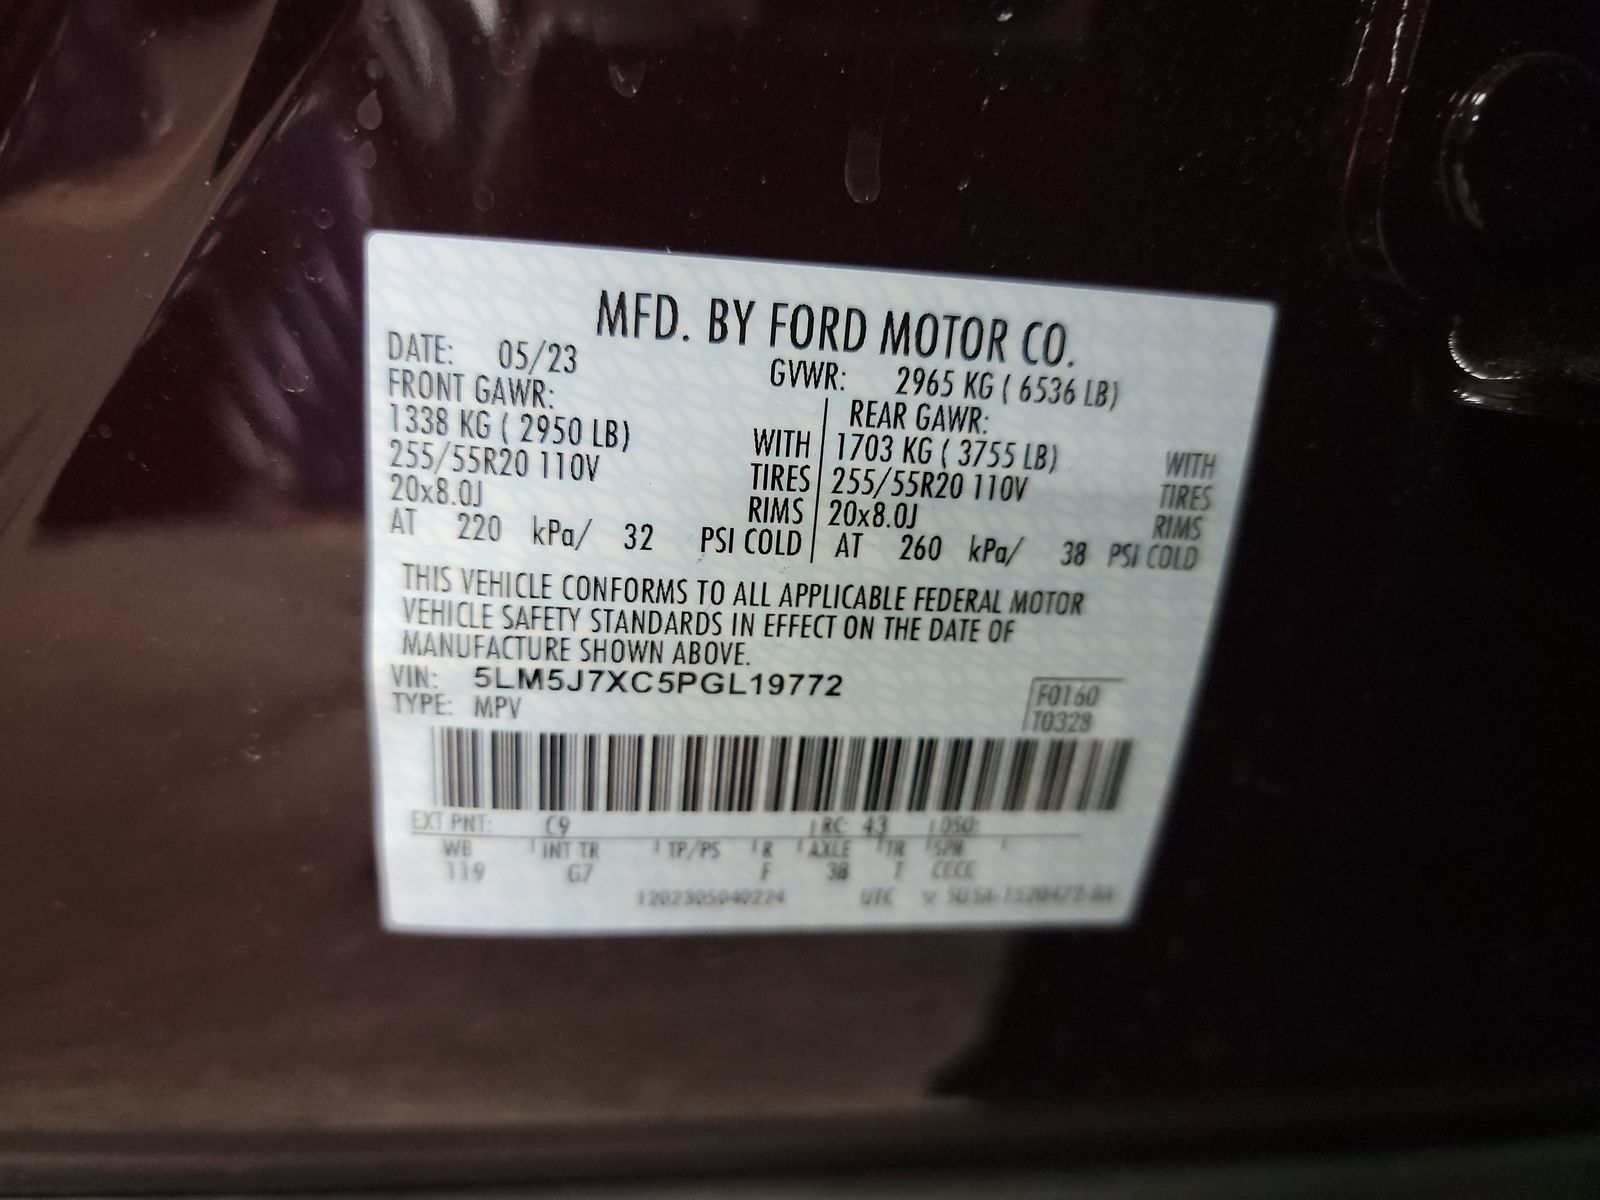 MFD. BY FORD MOTOR CO.
DATE: 05/23 GVWR: 2965 KG ( 6536 LB)
FRONT GAWR: REAR GAWR:
1338 KG ( 2950 LB) WITH 1703 KG ( 3755 LB) WITH
255/55R20 110V TIRES 255/55R20 110V TIRES
20x8.0J RIMS 20x8.0J RIMS
AT 220 kPa/ 32 PSI COLD AT 260 kPa/ 38 PSI COLD
THIS VEHICLE CONFORMS TO ALL APPLICABLE FEDERAL MOTOR
VEHICLE SAFETY STANDARDS IN EFFECT ON THE DATE OF
MANUFACTURE SHOWN ABOVE.
VIN: 5LM5J7XC5PGL19772
TYPE: MPV
F0160
T0328
EXT PNT: C9 RC: 43 DSO:
WB INT TR TP/PS R AXLE TR SPR
119 G7 F 38 T CCCC
1202305040224 UTC